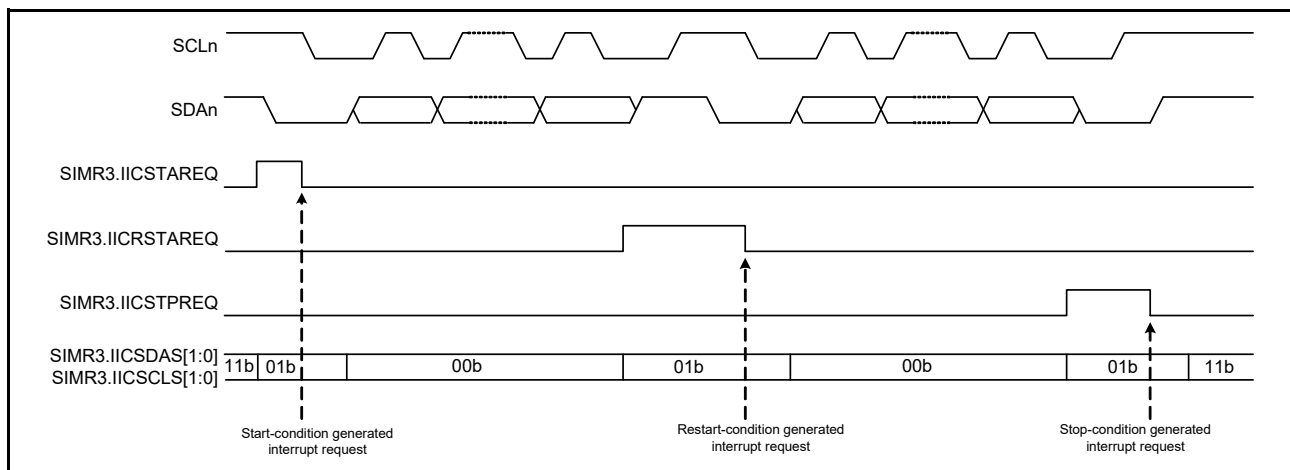 SCLn
SDAn
SIMR3.IICSTAREQ
SIMR3.IICRSTAREQ
SIMR3.IICSTPREQ
SIMR3.IICSDAS[1:0]
SIMR3.IICSCLS[1:0]
11b 01b 00b 01b 00b 01b 11b
Start-condition generated
interrupt request
Restart-condition generated
interrupt request
Stop-condition generated
interrupt request